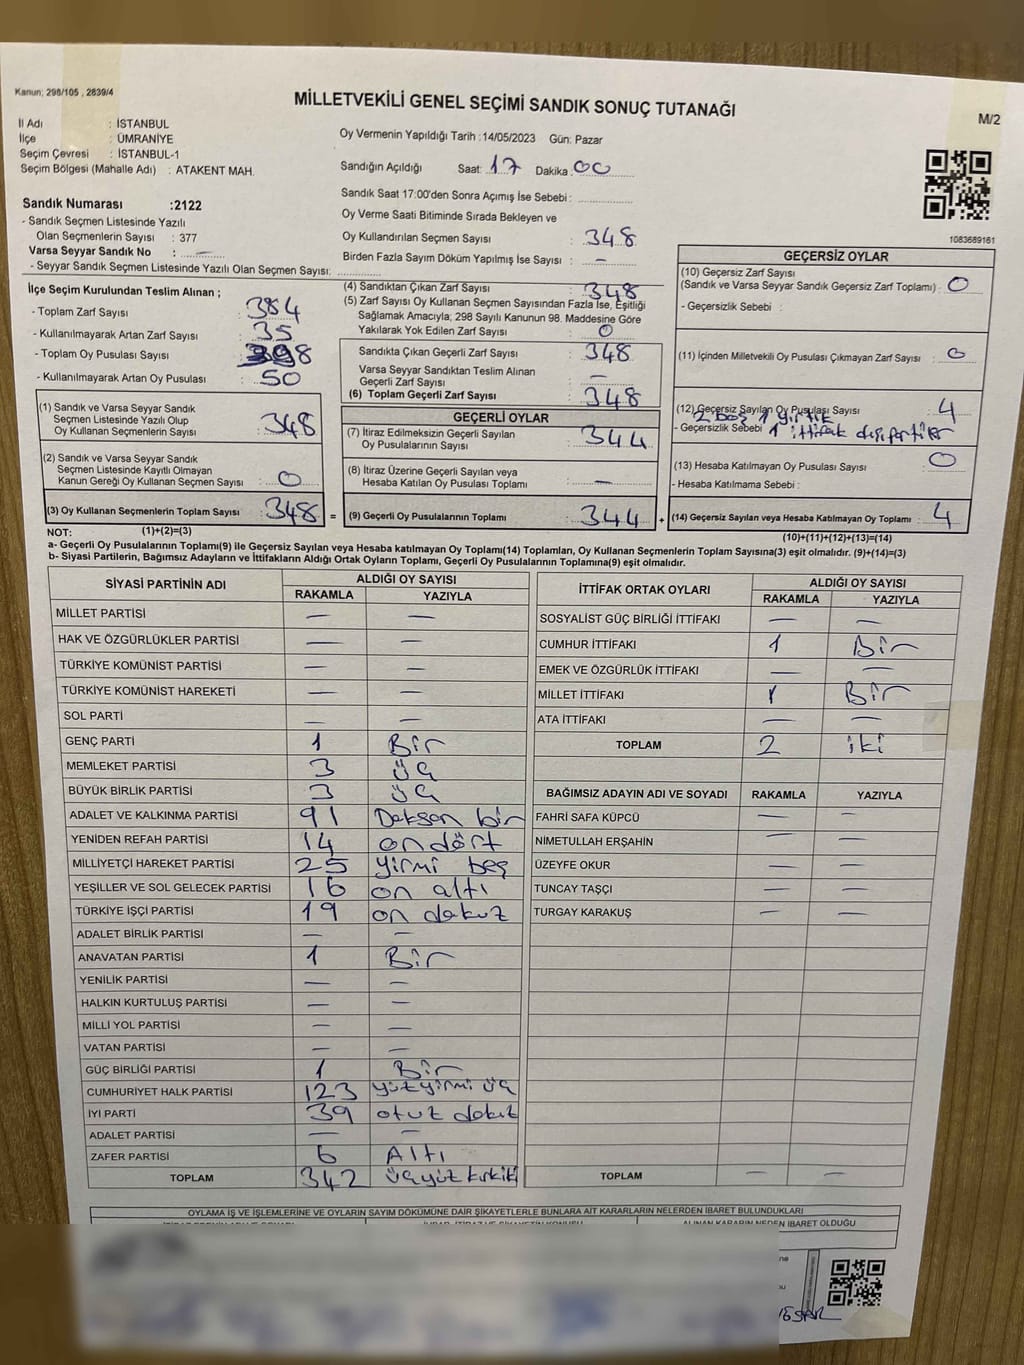 Kanun; 298/105 , 2839/4
MİLLETVEKİLİ GENEL SEÇİMİ SANDIK SONUÇ TUTANAĞI
M/2
İl Adı : İSTANBUL
İlçe : ÜMRANİYE
Seçim Çevresi : İSTANBUL-1
Seçim Bölgesi (Mahalle Adı) : ATAKENT MAH.
Sandık Numarası :2122
- Sandık Seçmen Listesinde Yazılı
Olan Seçmenlerin Sayısı : 377
Varsa Seyyar Sandık No : —
- Seyyar Sandık Seçmen Listesinde Yazılı Olan Seçmen Sayısı:
Oy Vermenin Yapıldığı Tarih :14/05/2023 Gün: Pazar
Sandığın Açıldığı Saat: 17 Dakika: 00
Sandık Saat 17:00'den Sonra Açımış İse Sebebi :
Oy Verme Saati Bitiminde Sırada Bekleyen ve
Oy Kullandırılan Seçmen Sayısı : 348
Birden Fazla Sayım Döküm Yapılmış İse Sayısı : —
1083689161
İlçe Seçim Kurulundan Teslim Alınan ;
- Toplam Zarf Sayısı : 384
- Kullanılmayarak Artan Zarf Sayısı : 35
- Toplam Oy Pusulası Sayısı : 398
- Kullanılmayarak Artan Oy Pusulası : 50
(1) Sandık ve Varsa Seyyar Sandık
Seçmen Listesinde Yazılı Olup
Oy Kullanan Seçmenlerin Sayısı : 348
(2) Sandık ve Varsa Seyyar Sandık
Seçmen Listesinde Kayıtlı Olmayan
Kanun Gereği Oy Kullanan Seçmen Sayısı : 0
(3) Oy Kullanan Seçmenlerin Toplam Sayısı : 348 =
(4) Sandıktan Çıkan Zarf Sayısı : 348
(5) Zarf Sayısı Oy Kullanan Seçmen Sayısından Fazla İse, Eşitliği
Sağlamak Amacıyla; 298 Sayılı Kanunun 98. Maddesine Göre
Yakılarak Yok Edilen Zarf Sayısı : 0
Sandıkta Çıkan Geçerli Zarf Sayısı : 348
Varsa Seyyar Sandıktan Teslim Alınan
Geçerli Zarf Sayısı : —
(6) Toplam Geçerli Zarf Sayısı : 348
GEÇERLİ OYLAR
(7) İtiraz Edilmeksizin Geçerli Sayılan
Oy Pusulalarının Sayısı : 344
(8) İtiraz Üzerine Geçerli Sayılan veya
Hesaba Katılan Oy Pusulası Toplamı : —
(9) Geçerli Oy Pusulalarının Toplamı : 344 +
GEÇERSİZ OYLAR
(10) Geçersiz Zarf Sayısı
(Sandık ve Varsa Seyyar Sandık Geçersiz Zarf Toplamı) : 0
- Geçersizlik Sebebi :
(11) İçinden Milletvekili Oy Pusulası Çıkmayan Zarf Sayısı : 0
(12) Geçersiz Sayılan Oy Pusulası Sayısı : 4
2 boş 1 yırtık
- Geçersizlik Sebebi 1 ittifak dışı partiler
(13) Hesaba Katılmayan Oy Pusulası Sayısı : 0
- Hesaba Katılmama Sebebi :
(14) Geçersiz Sayılan veya Hesaba Katılmayan Oy Toplamı : 4
NOT: (1)+(2)=(3) (10)+(11)+(12)+(13)=(14)
a- Geçerli Oy Pusulalarının Toplamı(9) ile Geçersiz Sayılan veya Hesaba katılmayan Oy Toplamı(14) Toplamları, Oy Kullanan Seçmenlerin Toplam Sayısına(3) eşit olmalıdır. (9)+(14)=(3)
b- Siyasi Partilerin, Bağımsız Adayların ve İttifakların Aldığı Ortak Oyların Toplamı, Geçerli Oy Pusulalarının Toplamına(9) eşit olmalıdır.
SİYASİ PARTİNİN ADI ALDIĞI OY SAYISI
RAKAMLA YAZIYLA
MİLLET PARTİSİ — —
HAK VE ÖZGÜRLÜKLER PARTİSİ — —
TÜRKİYE KOMÜNİST PARTİSİ — —
TÜRKİYE KOMÜNİST HAREKETİ — —
SOL PARTİ — —
GENÇ PARTİ 1 Bir
MEMLEKET PARTİSİ 3 üç
BÜYÜK BİRLİK PARTİSİ 3 üç
ADALET VE KALKINMA PARTİSİ 91 Doksan bir
YENİDEN REFAH PARTİSİ 14 on dört
MİLLİYETÇİ HAREKET PARTİSİ 25 yirmi beş
YEŞİLLER VE SOL GELECEK PARTİSİ 16 on altı
TÜRKİYE İŞÇİ PARTİSİ 19 on dokuz
ADALET BİRLİK PARTİSİ — —
ANAVATAN PARTİSİ 1 Bir
YENİLİK PARTİSİ — —
HALKIN KURTULUŞ PARTİSİ — —
MİLLİ YOL PARTİSİ — —
VATAN PARTİSİ — —
GÜÇ BİRLİĞİ PARTİSİ 1 Bir
CUMHURİYET HALK PARTİSİ 123 yüzyirmi üç
İYİ PARTİ 39 otuz dokuz
ADALET PARTİSİ — —
ZAFER PARTİSİ 6 Altı
TOPLAM 342 üçyüz kırkiki
İTTİFAK ORTAK OYLARI ALDIĞI OY SAYISI
RAKAMLA YAZIYLA
SOSYALİST GÜÇ BİRLİĞİ İTTİFAKI — —
CUMHUR İTTİFAKI 1 Bir
EMEK VE ÖZGÜRLÜK İTTİFAKI — —
MİLLET İTTİFAKI 1 Bir
ATA İTTİFAKI — —
TOPLAM 2 iki
BAĞIMSIZ ADAYIN ADI VE SOYADI RAKAMLA YAZIYLA
FAHRİ SAFA KÜPCÜ — —
NİMETULLAH ERŞAHİN — —
ÜZEYFE OKUR — —
TUNCAY TAŞÇI — —
TURGAY KARAKUŞ — —
TOPLAM — —
OYLAMA İŞ VE İŞLEMLERİNE VE OYLARIN SAYIM DÖKÜMÜNE DAİR ŞİKAYETLERLE BUNLARA AİT KARARLARIN NELERDEN İBARET BULUNDUKLARI
ALINAN KARARIN NEDEN İBARET OLDUĞU